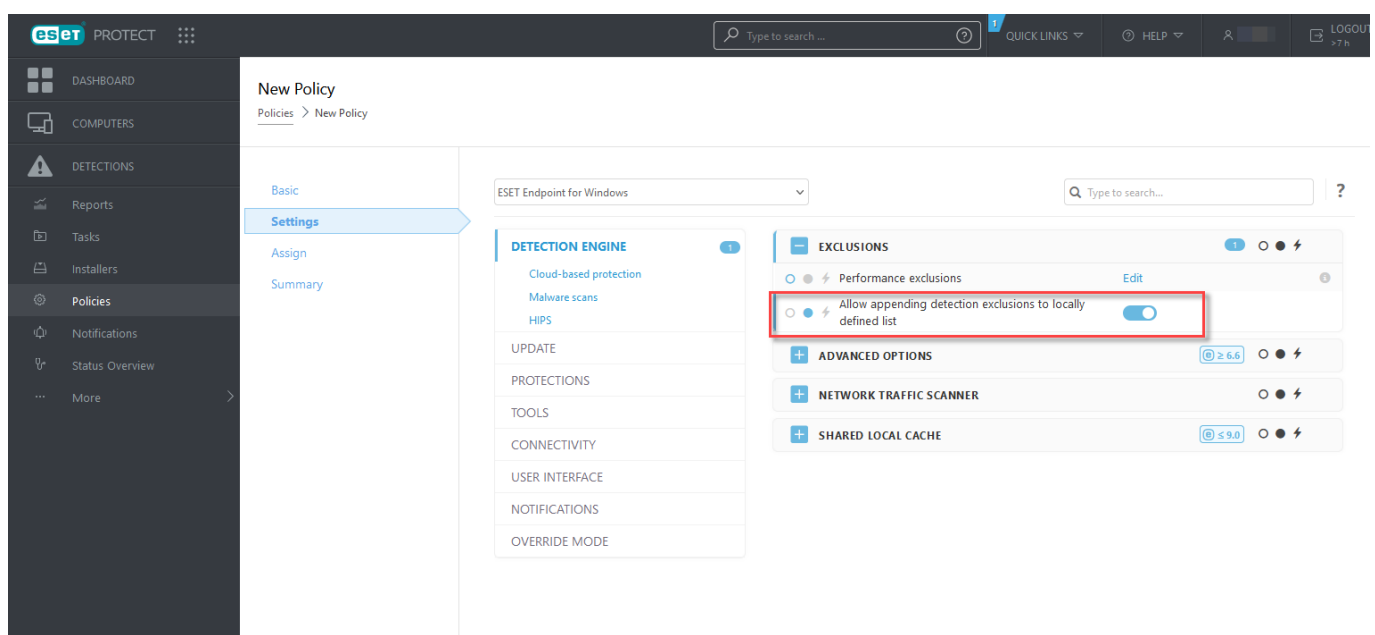 eset PROTECT
Type to search ...
1
QUICK LINKS
HELP
LOGOUT
>7 h
DASHBOARD
COMPUTERS
DETECTIONS
Reports
Tasks
Installers
Policies
Notifications
Status Overview
... More
New Policy
Policies > New Policy
Basic
Settings
Assign
Summary
ESET Endpoint for Windows
Type to search...
?
DETECTION ENGINE 1
Cloud-based protection
Malware scans
HIPS
UPDATE
PROTECTIONS
TOOLS
CONNECTIVITY
USER INTERFACE
NOTIFICATIONS
OVERRIDE MODE
EXCLUSIONS 1
Performance exclusions Edit
Allow appending detection exclusions to locally
defined list
ADVANCED OPTIONS ≥ 6.6
NETWORK TRAFFIC SCANNER
SHARED LOCAL CACHE ≤ 9.0